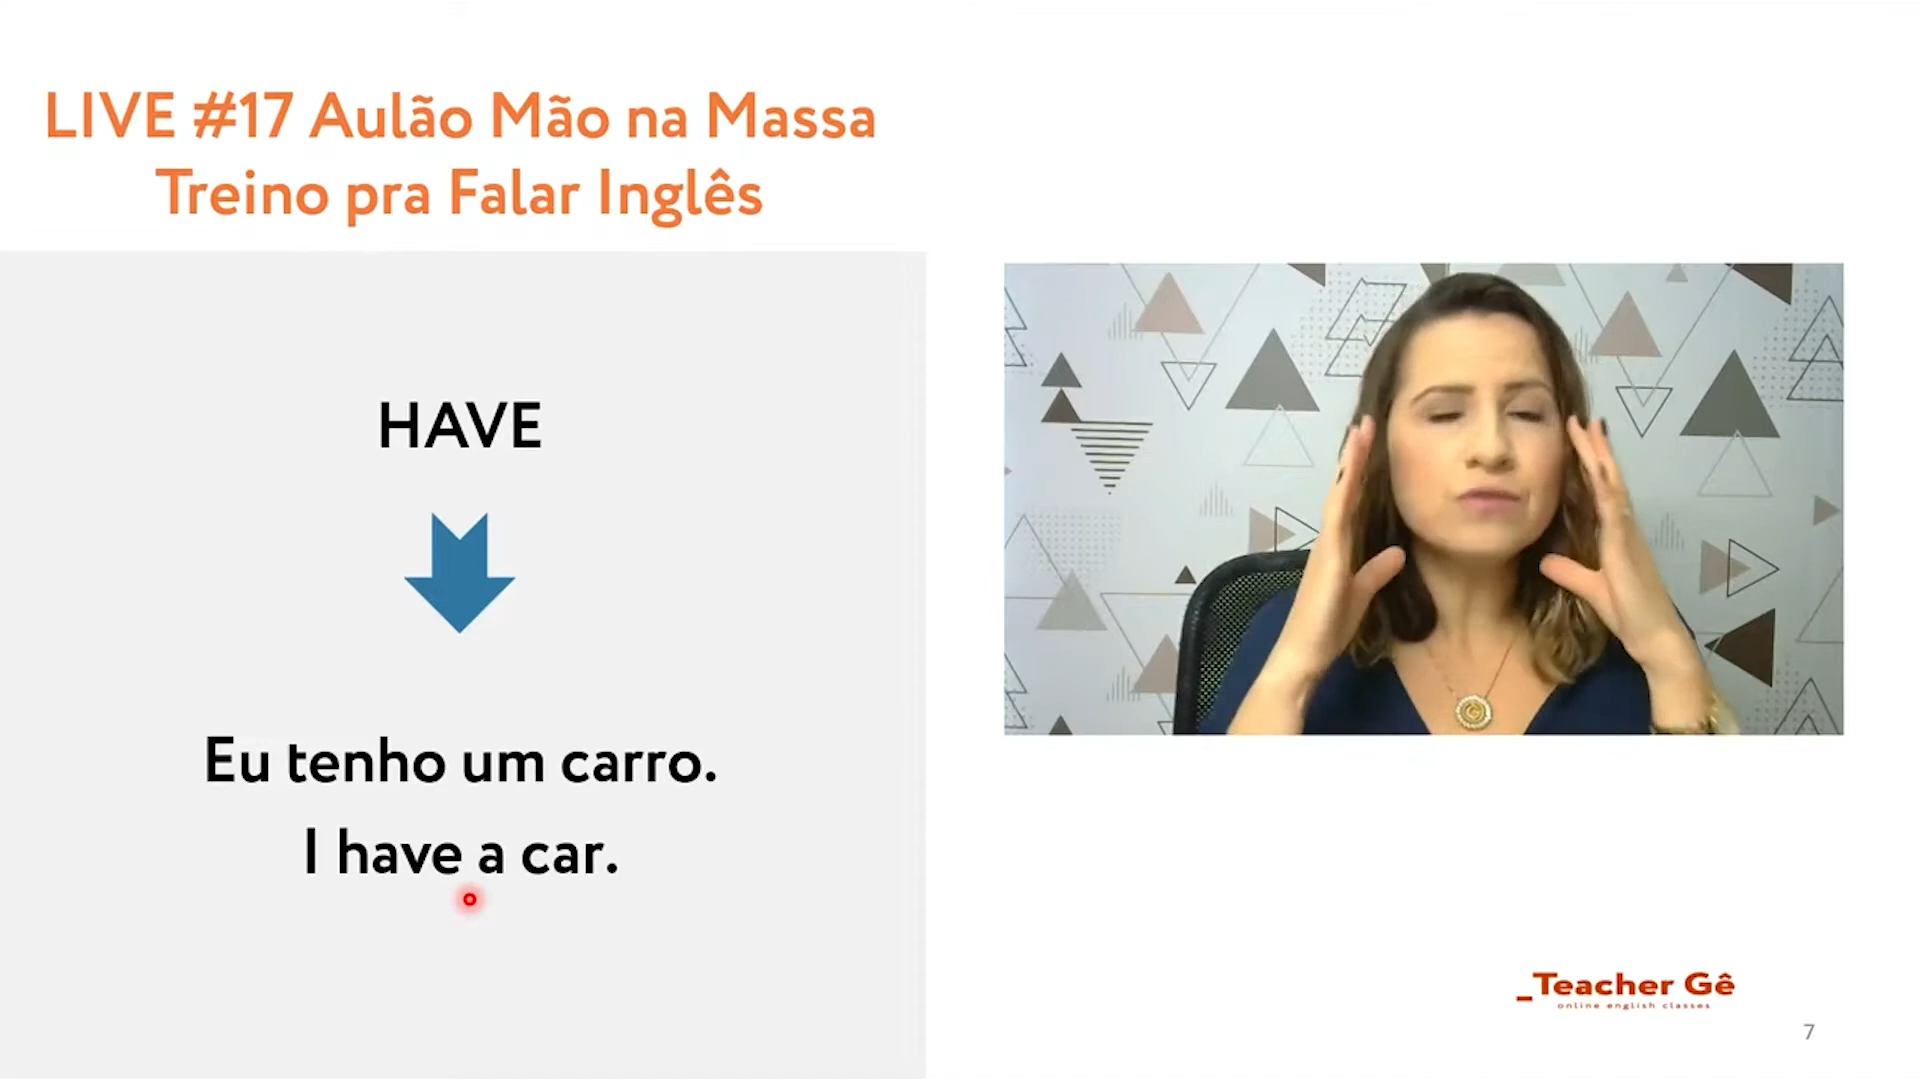 LIVE #17 Aulão Mão na Massa
Treino pra Falar Inglês
HAVE
Eu tenho um carro.
I have a car.
_Teacher Gê
online english classes
7